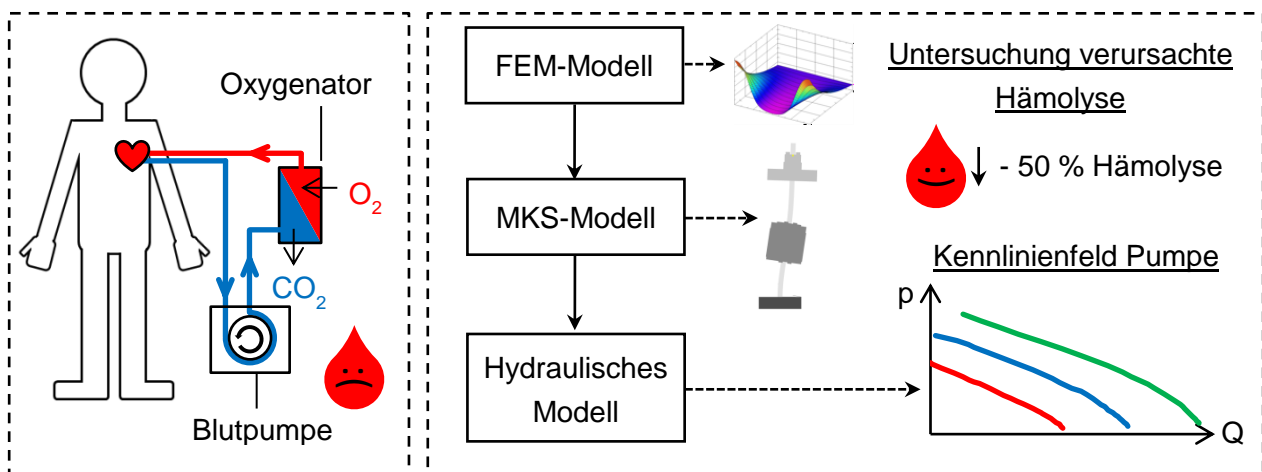 Oxygenator
O2
CO2
Blutpumpe
FEM-Modell
MKS-Modell
Hydraulisches
Modell
Untersuchung verursachte
Hämolyse
- 50 % Hämolyse
Kennlinienfeld Pumpe
p
Q